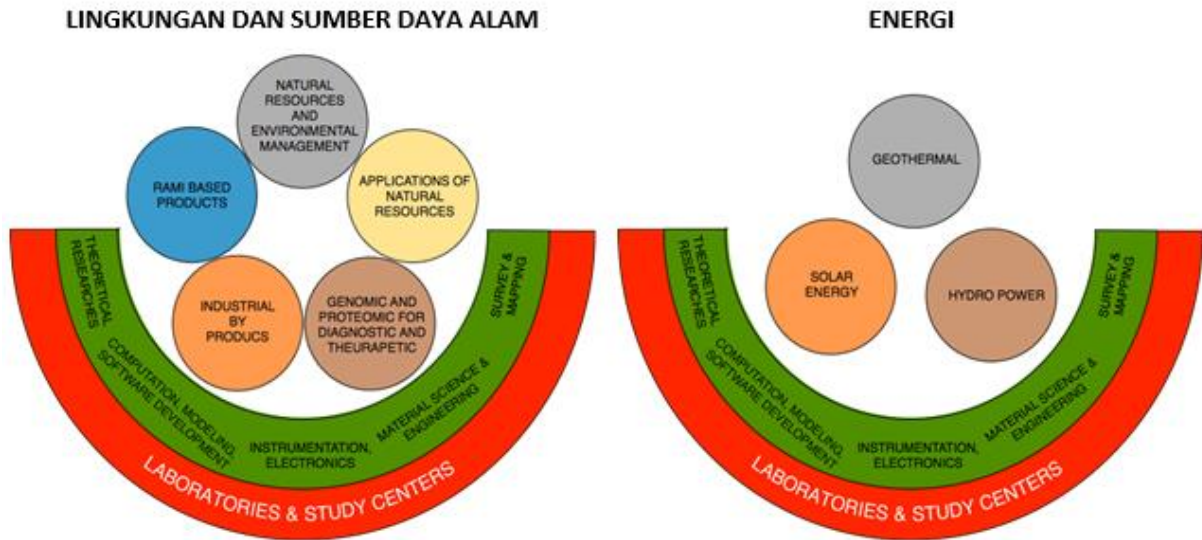 LINGKUNGAN DAN SUMBER DAYA ALAM
NATURAL
RESOURCES
AND
ENVIRONMENTAL
MANAGEMENT
RAMI BASED
PRODUCTS
APPLICATIONS OF
NATURAL
RESOURCES
INDUSTRIAL
BY
PRODUCS
GENOMIC AND
PROTEOMIC FOR
DIAGNOSTIC AND
THEURAPETIC
THEORETICAL
RESEARCHES
COMPUTATION, MODELING,
SOFTWARE DEVELOPMENT
INSTRUMENTATION,
ELECTRONICS
MATERIAL SCIENCE &
ENGINEERING
SURVEY &
MAPPING
LABORATORIES & STUDY CENTERS
ENERGI
GEOTHERMAL
SOLAR
ENERGY
HYDRO POWER
THEORETICAL
RESEARCHES
COMPUTATION, MODELING,
SOFTWARE DEVELOPMENT
INSTRUMENTATION,
ELECTRONICS
MATERIAL SCIENCE &
ENGINEERING
SURVEY &
MAPPING
LABORATORIES & STUDY CENTERS